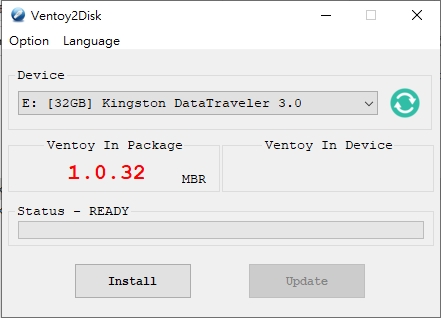 Ventoy2Disk
Option Language
Device
E: [32GB] Kingston DataTraveler 3.0
Ventoy In Package Ventoy In Device
1.0.32 MBR
Status - READY
Install Update